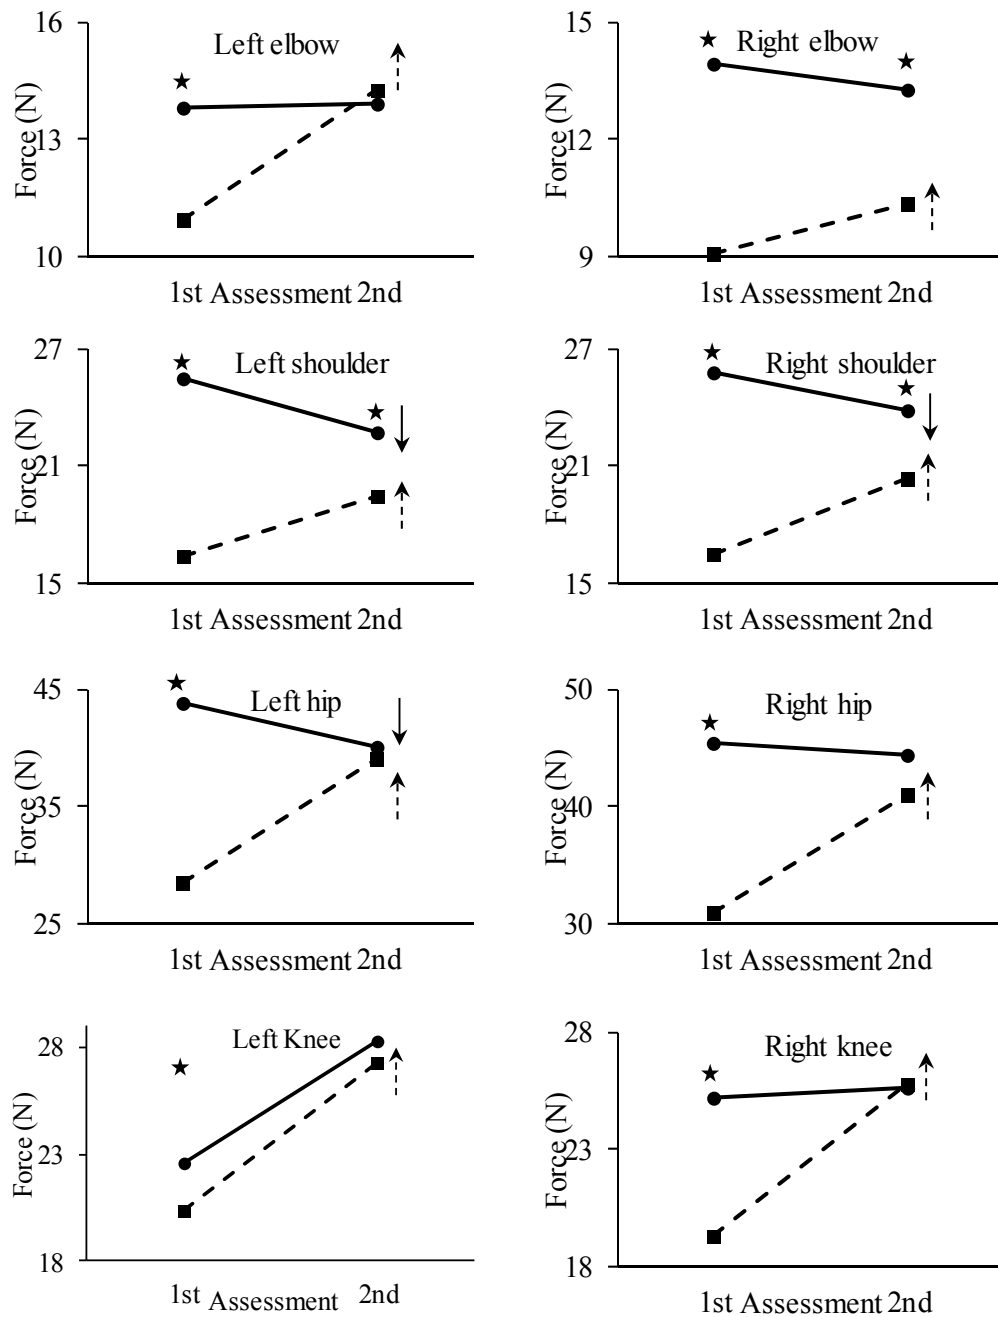 16
Left elbow
13
10
Force (N)
1st Assessment 2nd
15
Right elbow
12
9
Force (N)
1st Assessment 2nd
27
Left shoulder
21
15
Force (N)
1st Assessment 2nd
27
Right shoulder
21
15
Force (N)
1st Assessment 2nd
45
Left hip
35
25
Force (N)
1st Assessment 2nd
50
Right hip
40
30
Force (N)
1st Assessment 2nd
28
Left Knee
23
18
Force (N)
1st Assessment 2nd
28
Right knee
23
18
Force (N)
1st Assessment 2nd